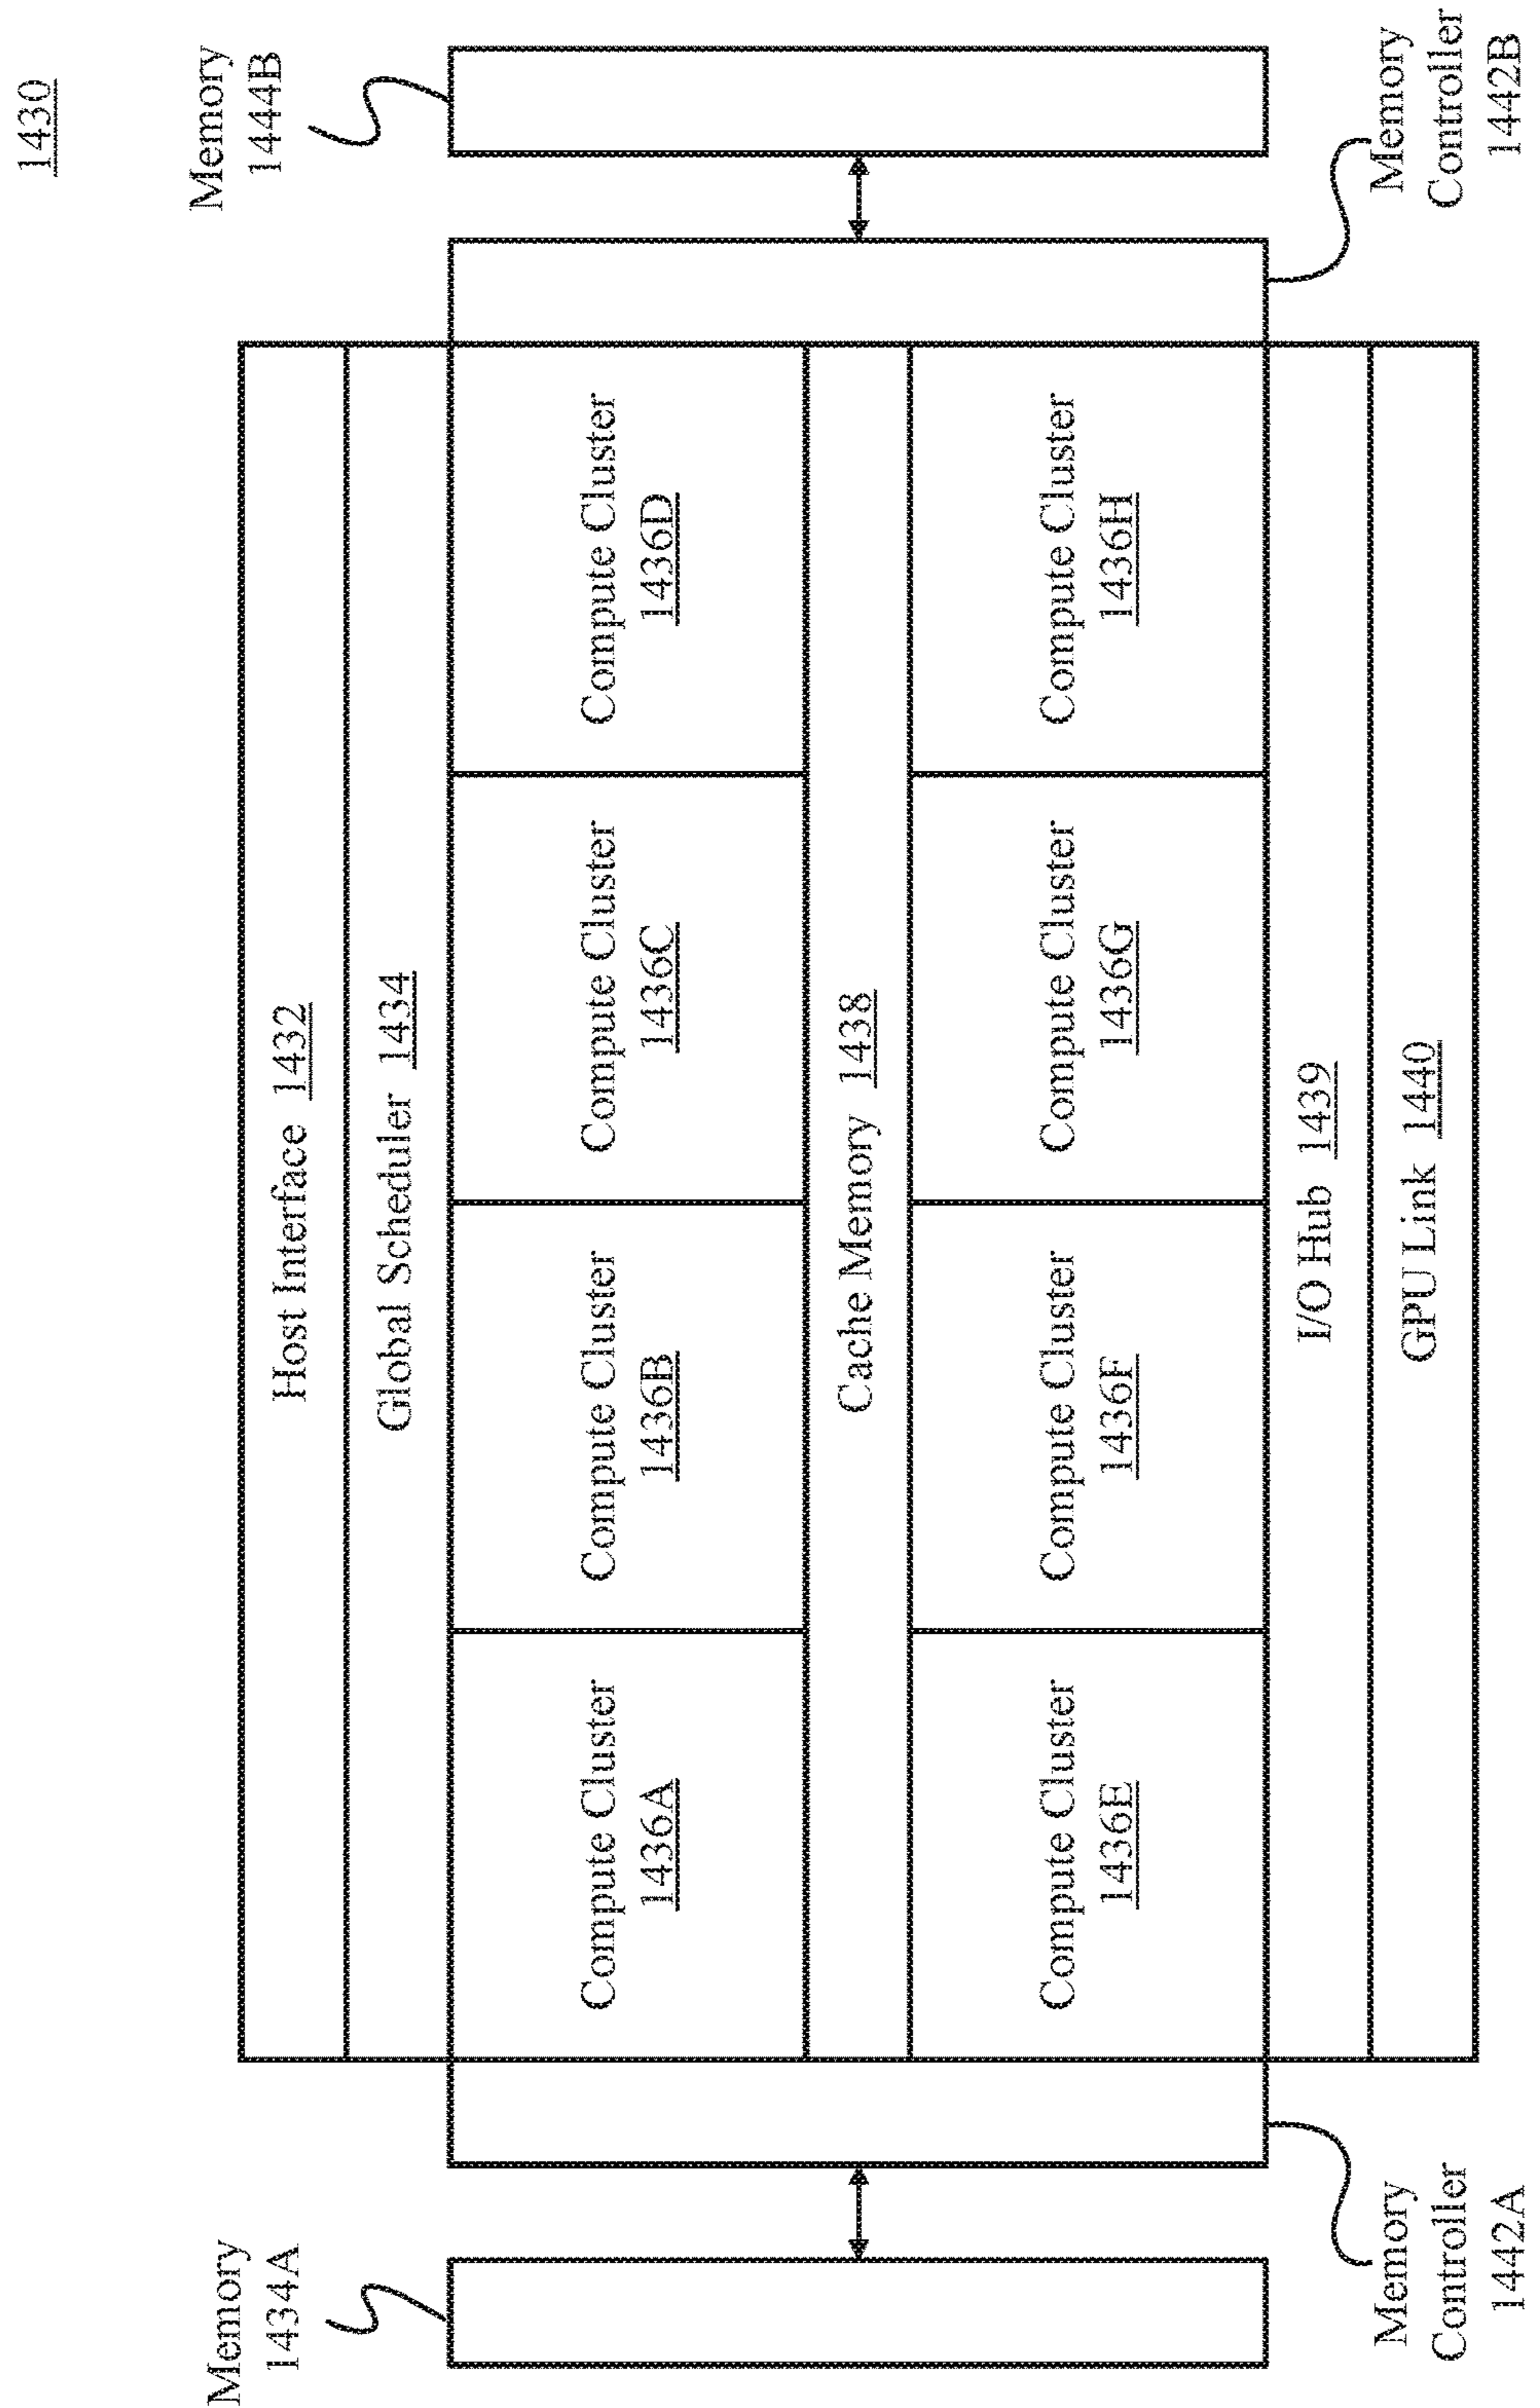 1430
Memory
1434A
Memory
1444B
Host Interface 1432
Global Scheduler 1434
Compute Cluster
1436A
Compute Cluster
1436B
Compute Cluster
1436C
Compute Cluster
1436D
Cache Memory 1438
Compute Cluster
1436E
Compute Cluster
1436F
Compute Cluster
1436G
Compute Cluster
1436H
I/O Hub 1439
GPU Link 1440
Memory
Controller
1442A
Memory
Controller
1442B